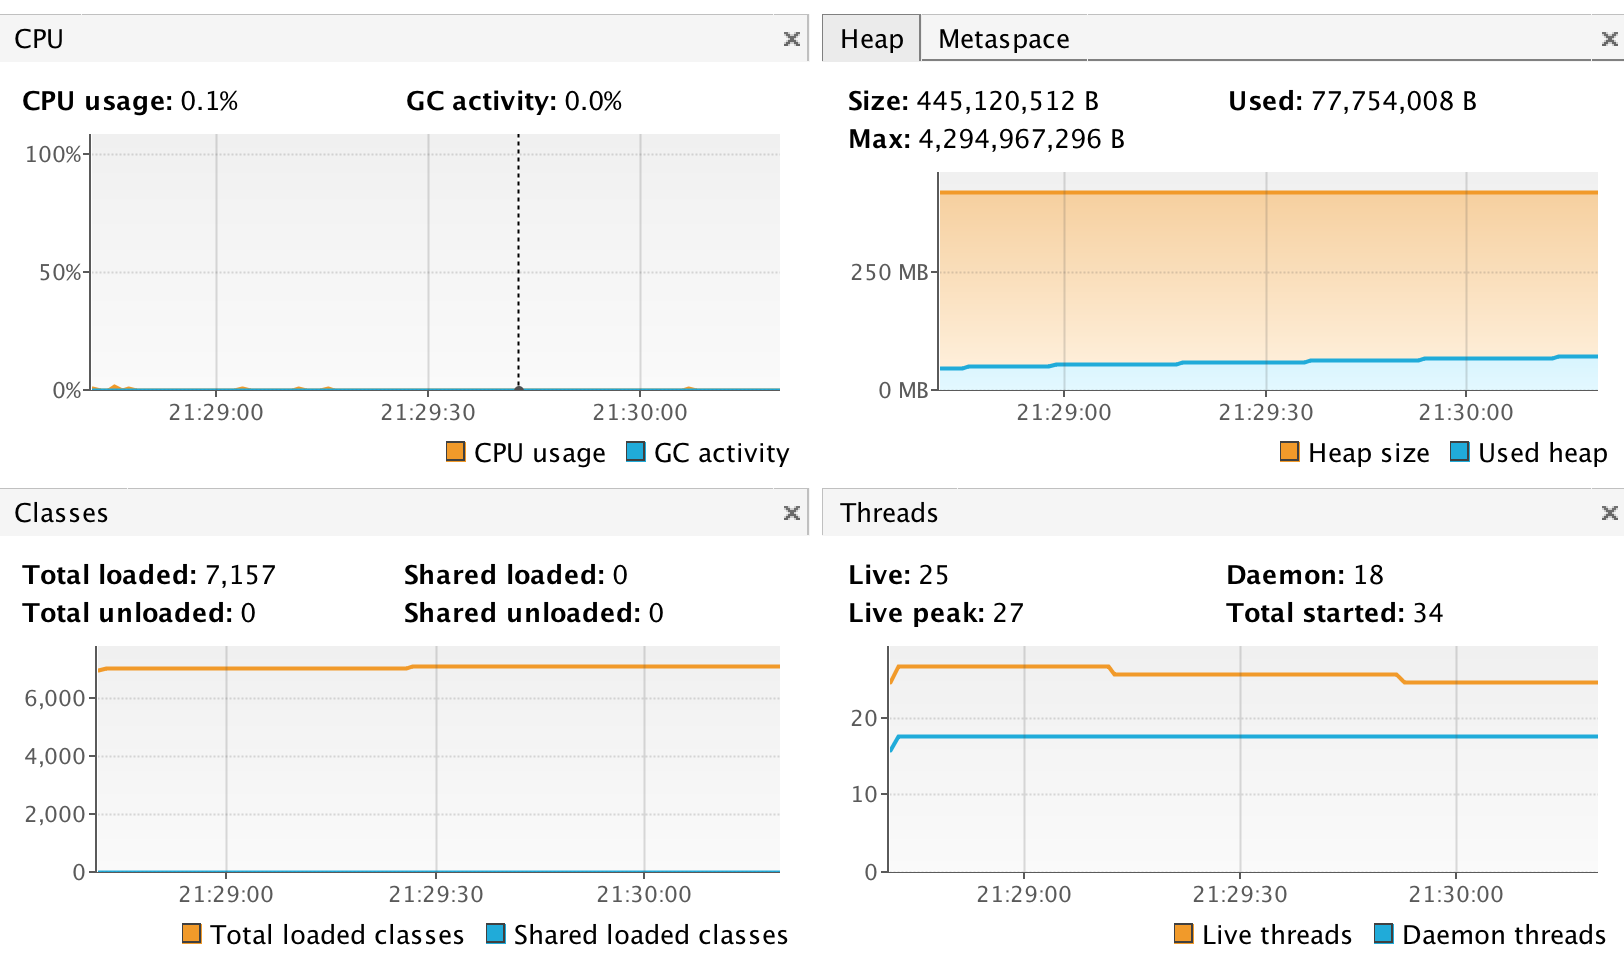 CPU
CPU usage: 0.1% GC activity: 0.0%
100%
50%
0%
21:29:00 21:29:30 21:30:00
CPU usage GC activity
Heap Metaspace
Size: 445,120,512 B Used: 77,754,008 B
Max: 4,294,967,296 B
250 MB
0 MB
21:29:00 21:29:30 21:30:00
Heap size Used heap
Classes
Total loaded: 7,157 Shared loaded: 0
Total unloaded: 0 Shared unloaded: 0
6,000
4,000
2,000
0
21:29:00 21:29:30 21:30:00
Total loaded classes Shared loaded classes
Threads
Live: 25 Daemon: 18
Live peak: 27 Total started: 34
20
10
0
21:29:00 21:29:30 21:30:00
Live threads Daemon threads